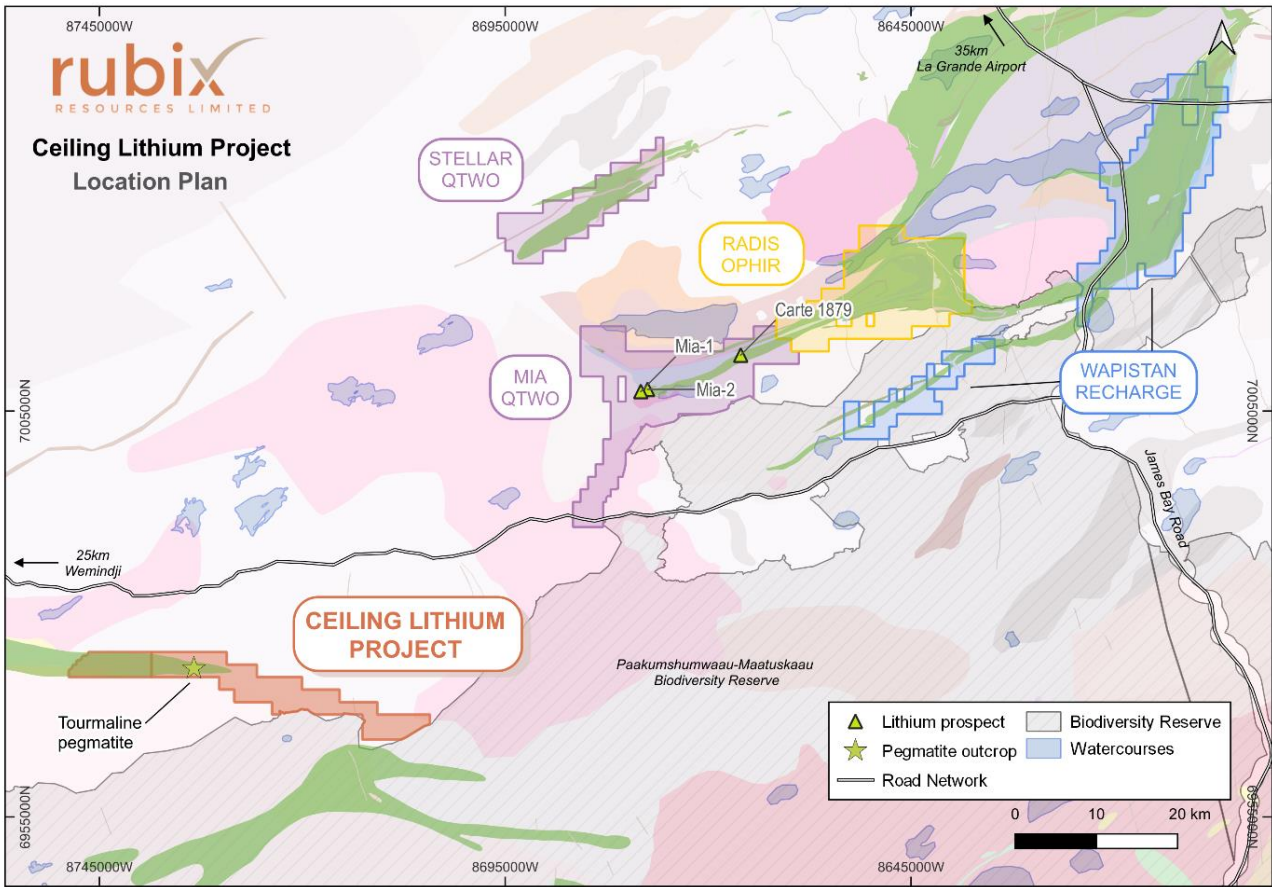 8745000W
8695000W
8645000W
rubix
RESOURCES LIMITED
Ceiling Lithium Project
Location Plan
35km
La Grande Airport
STELLAR
QTWO
RADIS
OPHIR
Carte 1879
Mia-1
Mia-2
MIA
QTWO
WAPISTAN
RECHARGE
7005000N
7005000N
James Bay Road
25km
Wemindji
CEILING LITHIUM
PROJECT
Paakumshumwaau-Maatuskaau
Biodiversity Reserve
Tourmaline
pegmatite
Lithium prospect
Biodiversity Reserve
Pegmatite outcrop
Watercourses
Road Network
0 10 20 km
6955000N
6955000N
8745000W
8695000W
8645000W